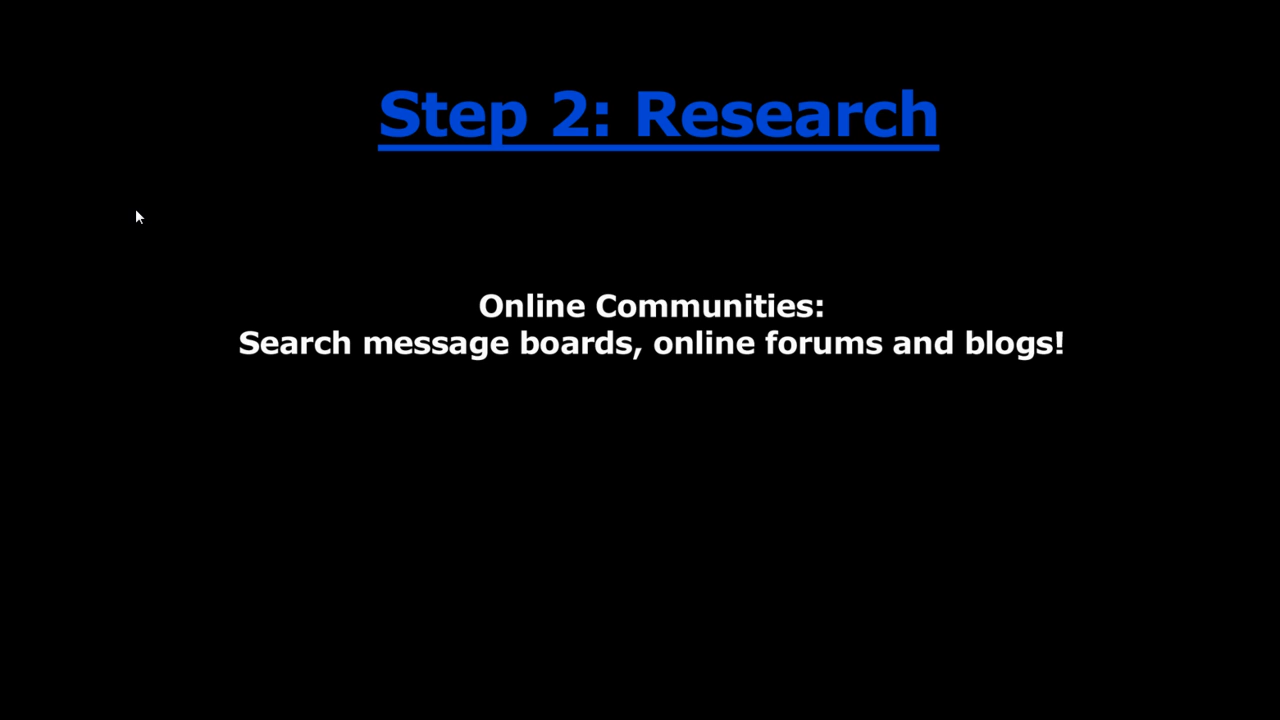 Step 2: Research
Online Communities:
Search message boards, online forums and blogs!